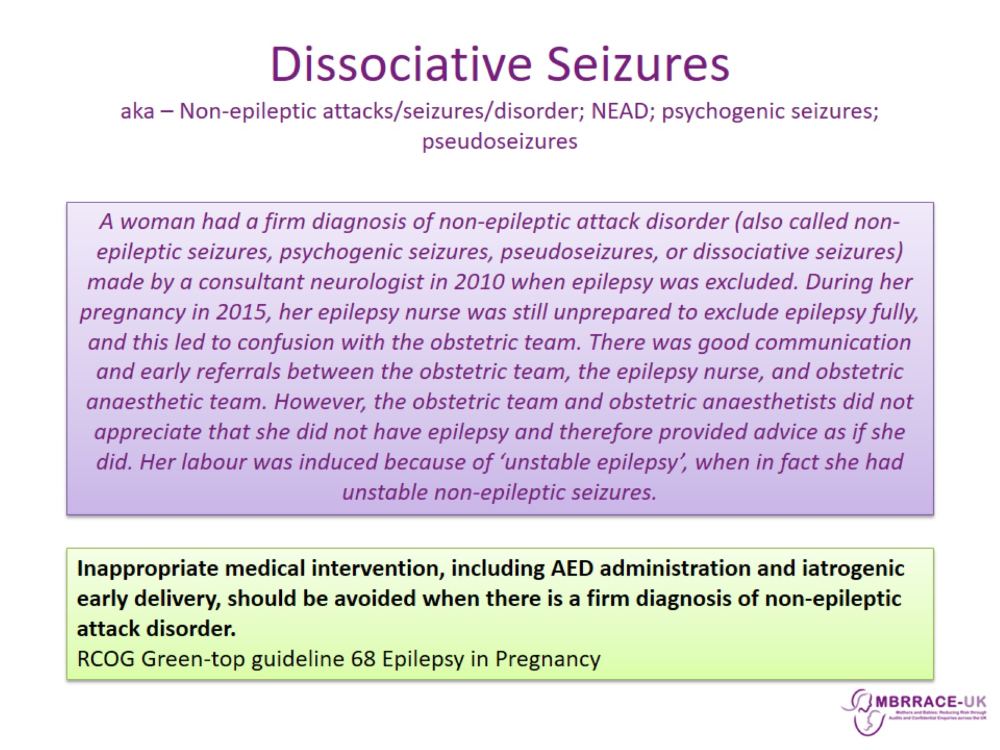 Dissociative Seizures
aka – Non-epileptic attacks/seizures/disorder; NEAD; psychogenic seizures;
pseudoseizures
A woman had a firm diagnosis of non-epileptic attack disorder (also called non-
epileptic seizures, psychogenic seizures, pseudoseizures, or dissociative seizures)
made by a consultant neurologist in 2010 when epilepsy was excluded. During her
pregnancy in 2015, her epilepsy nurse was still unprepared to exclude epilepsy fully,
and this led to confusion with the obstetric team. There was good communication
and early referrals between the obstetric team, the epilepsy nurse, and obstetric
anaesthetic team. However, the obstetric team and obstetric anaesthetists did not
appreciate that she did not have epilepsy and therefore provided advice as if she
did. Her labour was induced because of ‘unstable epilepsy’, when in fact she had
unstable non-epileptic seizures.
Inappropriate medical intervention, including AED administration and iatrogenic
early delivery, should be avoided when there is a firm diagnosis of non-epileptic
attack disorder.
RCOG Green-top guideline 68 Epilepsy in Pregnancy
MBRRACE-UK
Mothers and Babies: Reducing Risk through
Audits and Confidential Enquiries across the UK